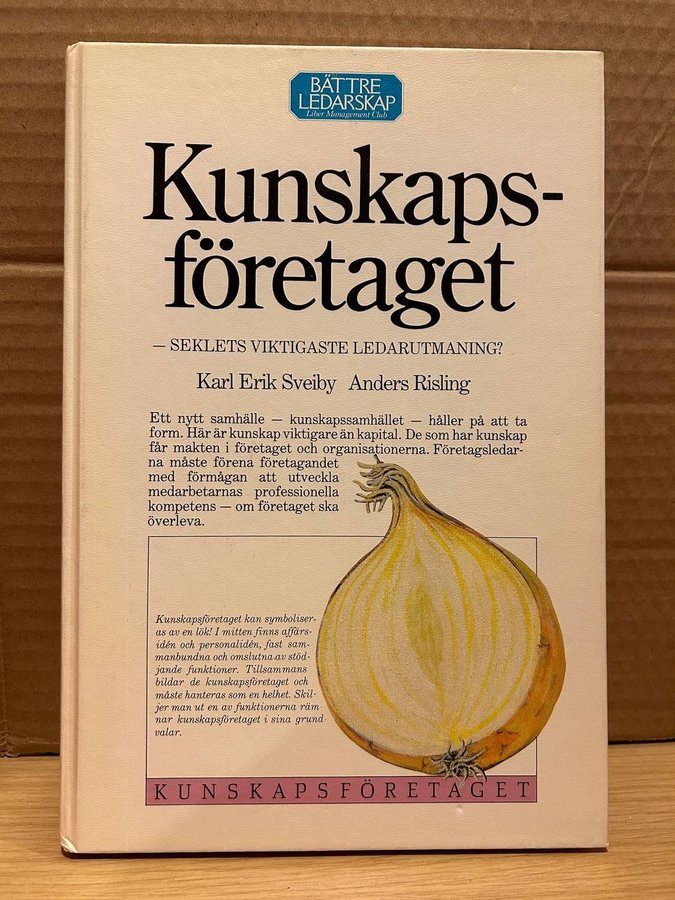 BÄTTRE
LEDARSKAP
Liber Management Club
Kunskaps-
företaget
— SEKLETS VIKTIGASTE LEDARUTMANING?
Karl Erik Sveiby Anders Risling
Ett nytt samhälle — kunskapssamhället — håller på att ta
form. Här är kunskap viktigare än kapital. De som har kunskap
får makten i företaget och organisationerna. Företagsledar-
na måste förena företagandet
med förmågan att utveckla
medarbetarnas professionella
kompetens — om företaget ska
överleva.
Kunskapsföretaget kan symboliser-
as av en lök! I mitten finns affärs-
idén och personalidén, fast sam-
manbundna och omslutna av stöd-
jande funktioner. Tillsammans
bildar de kunskapsföretaget och
måste hanteras som en helhet. Skil-
jer man ut en av funktionerna räm-
nar kunskapsföretaget i sina grund-
valar.
KUNSKAPSFÖRETAGET